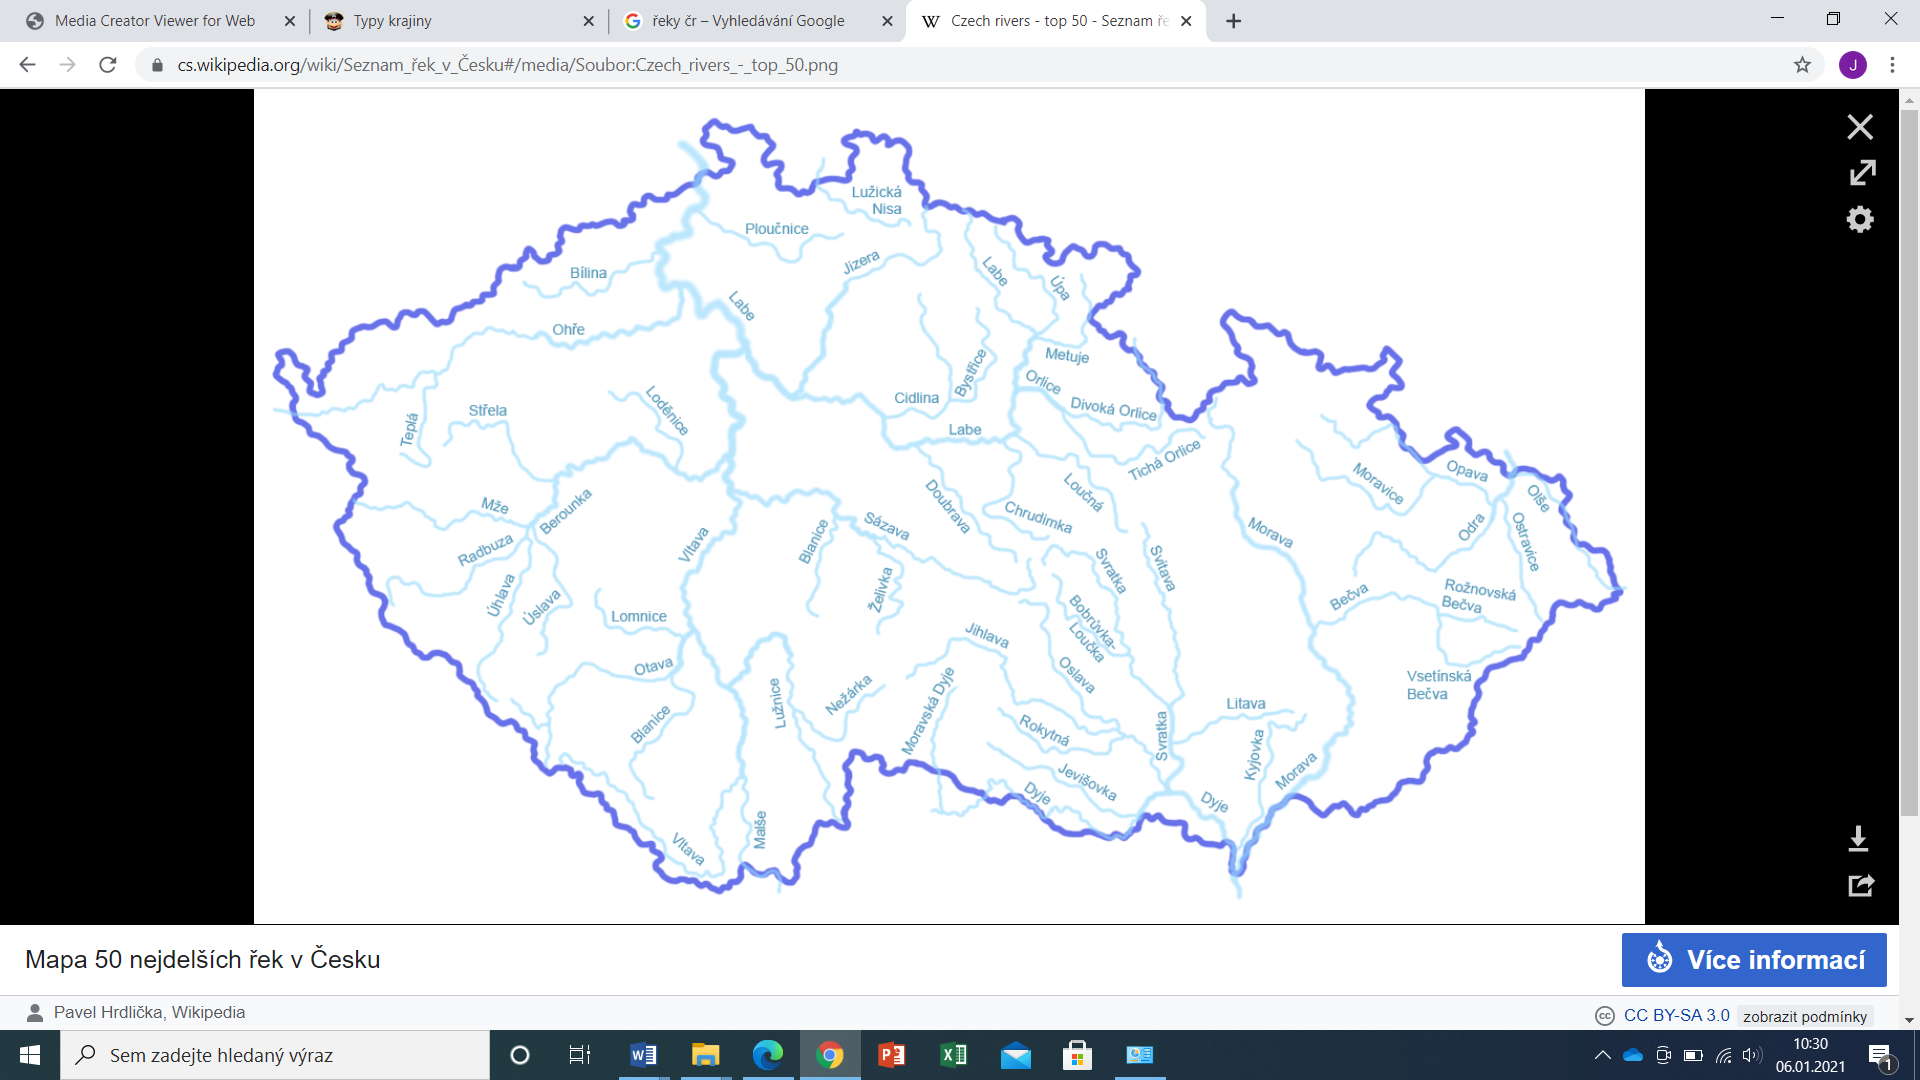 Media Creator Viewer for Web
Typy krajiny
řeky čr – Vyhledávání Google
Czech rivers - top 50 - Seznam ře
cs.wikipedia.org/wiki/Seznam_řek_v_Česku#/media/Soubor:Czech_rivers_-_top_50.png
J
Lužická
Nisa
Ploučnice
Jizera
Bílina
Labe
Labe
Úpa
Ohře
Metuje
Bystřice
Orlice
Cidlina
Divoká Orlice
Loděnice
Střela
Teplá
Labe
Tichá Orlice
Opava
Moravice
Olše
Loučná
Doubrava
Mže
Berounka
Chrudimka
Sázava
Odra
Ostravice
Morava
Vltava
Blanice
Radbuza
Svitava
Svratka
Želivka
Úhlava
Úslava
Rožnovská
Bečva
Bečva
Lomnice
Bobrůvka-
Loučka
Jihlava
Otava
Oslava
Vsetínská
Bečva
Nežárka
Lužnice
Moravská Dyje
Litava
Blanice
Rokytná
Svratka
Kyjovka
Morava
Jevišovka
Dyje
Dyje
Malše
Vltava
Mapa 50 nejdelších řek v Česku
Více informací
Pavel Hrdlička, Wikipedia
cc
CC BY-SA 3.0
zobrazit podmínky
Sem zadejte hledaný výraz
10:30
06.01.2021
1